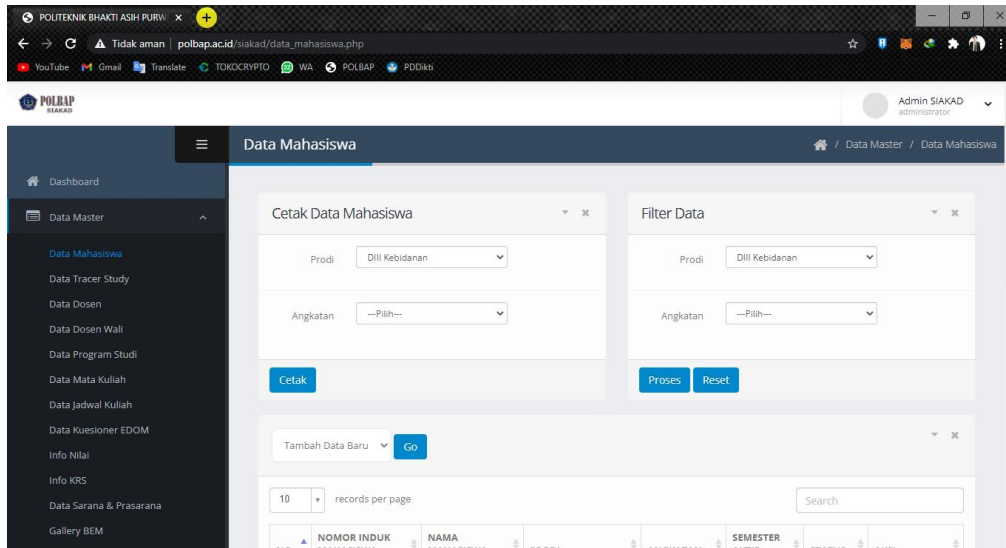 POLITEKNIK BHAKTI ASIH PURW
Tidak aman | polbap.ac.id/siakad/data_mahasiswa.php
YouTube Gmail Translate TOKOCRYPTO WA POLBAP PDDikti
POLBAP
SIAKAD
Admin SIAKAD
administrator
Data Mahasiswa
/ Data Master / Data Mahasiswa
Dashboard
Data Master
Data Mahasiswa
Data Tracer Study
Data Dosen
Data Dosen Wali
Data Program Studi
Data Mata Kuliah
Data Jadwal Kuliah
Data Kuesioner EDOM
Info Nilai
Info KRS
Data Sarana & Prasarana
Gallery BEM
Cetak Data Mahasiswa
Prodi DIII Kebidanan
Angkatan ---Pilih---
Cetak
Filter Data
Prodi DIII Kebidanan
Angkatan ---Pilih---
Proses Reset
Tambah Data Baru Go
10 records per page
Search
NOMOR INDUK NAMA SEMESTER